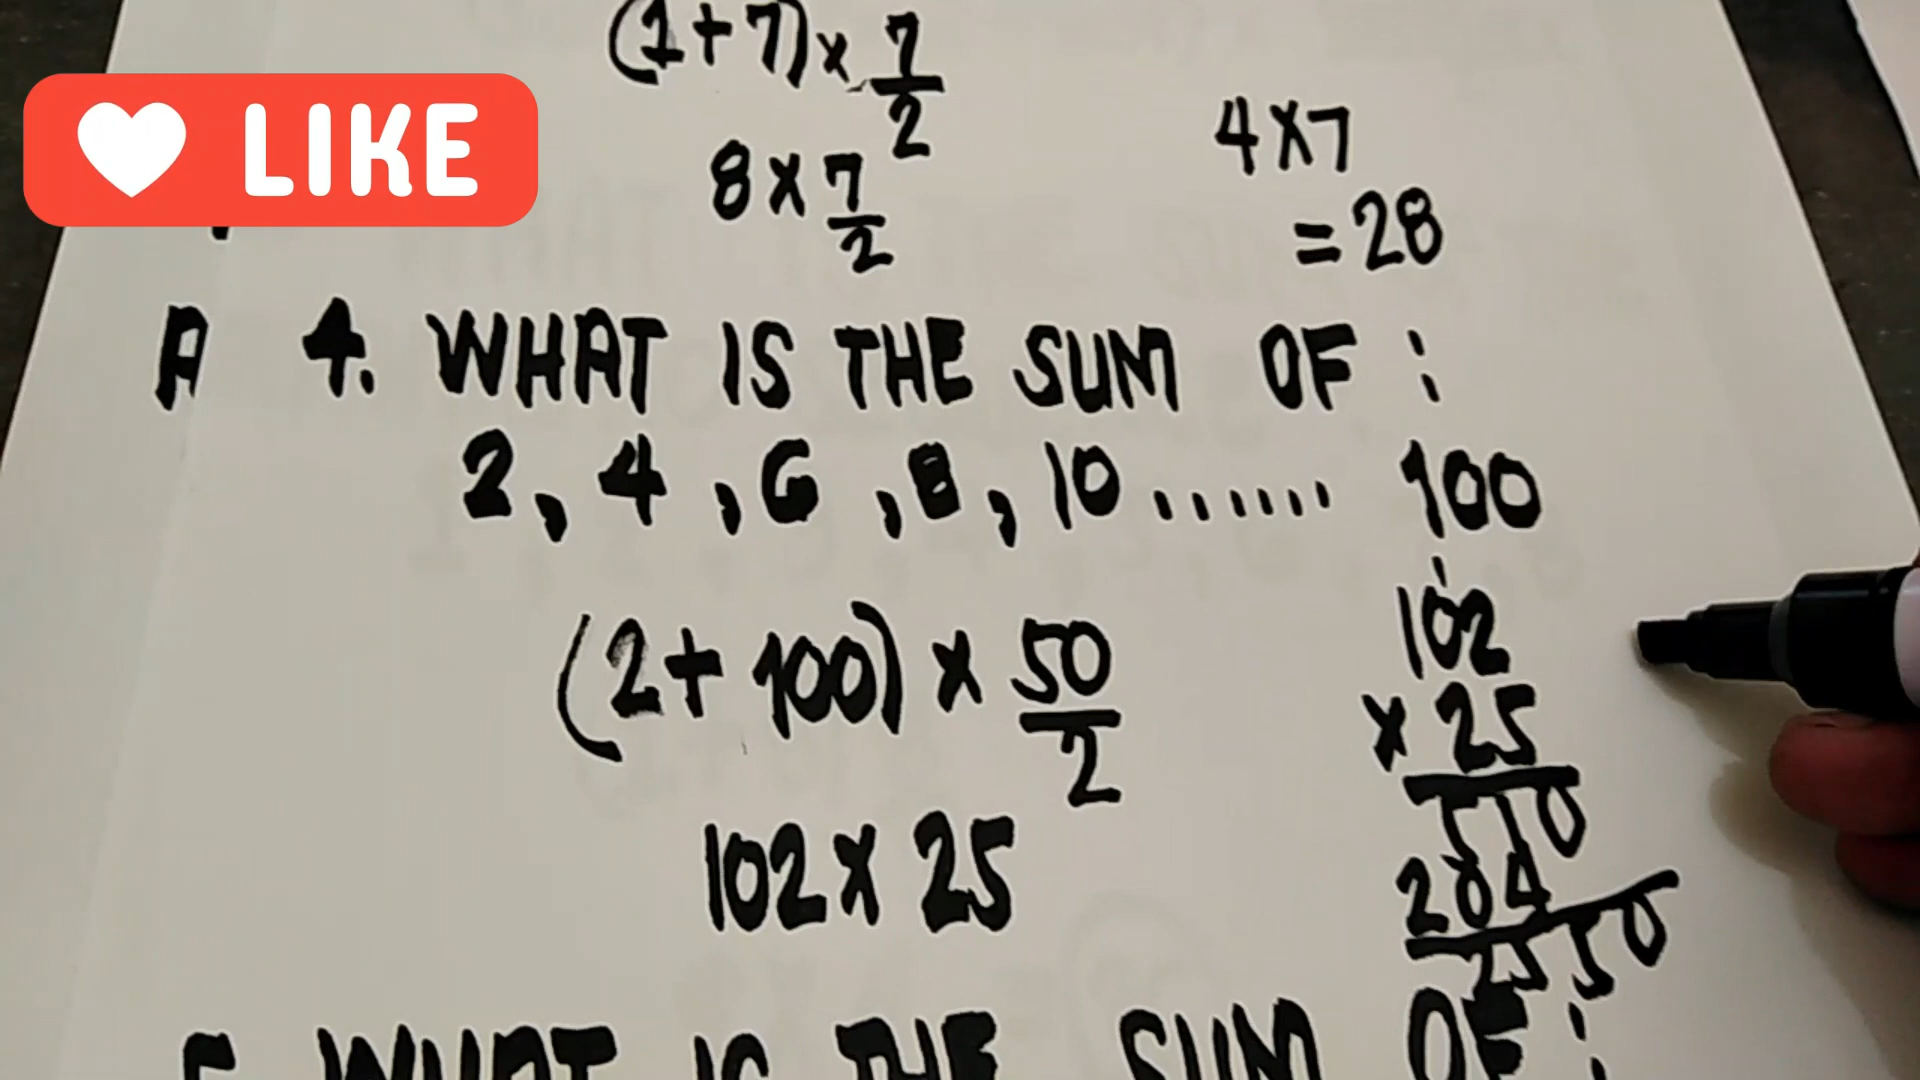 (1+7)x 7/2
LIKE
8 x 7/2
4x7
=28
A 4. WHAT IS THE SUM OF :
2, 4, 6, 8, 10 ...... 100
(2+100) x 50/2
102 x 25
1
102
x 25
510
204
2550
5. WHAT IS THE SUM OF :